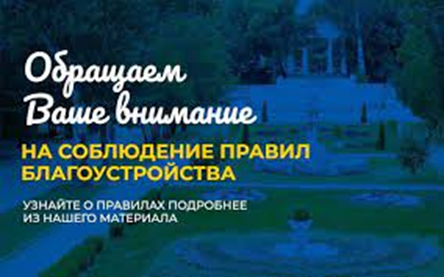 Обращаем
Ваше внимание
НА СОБЛЮДЕНИЕ ПРАВИЛ
БЛАГОУСТРОЙСТВА
УЗНАЙТЕ О ПРАВИЛАХ ПОДРОБНЕЕ
ИЗ НАШЕГО МАТЕРИАЛА